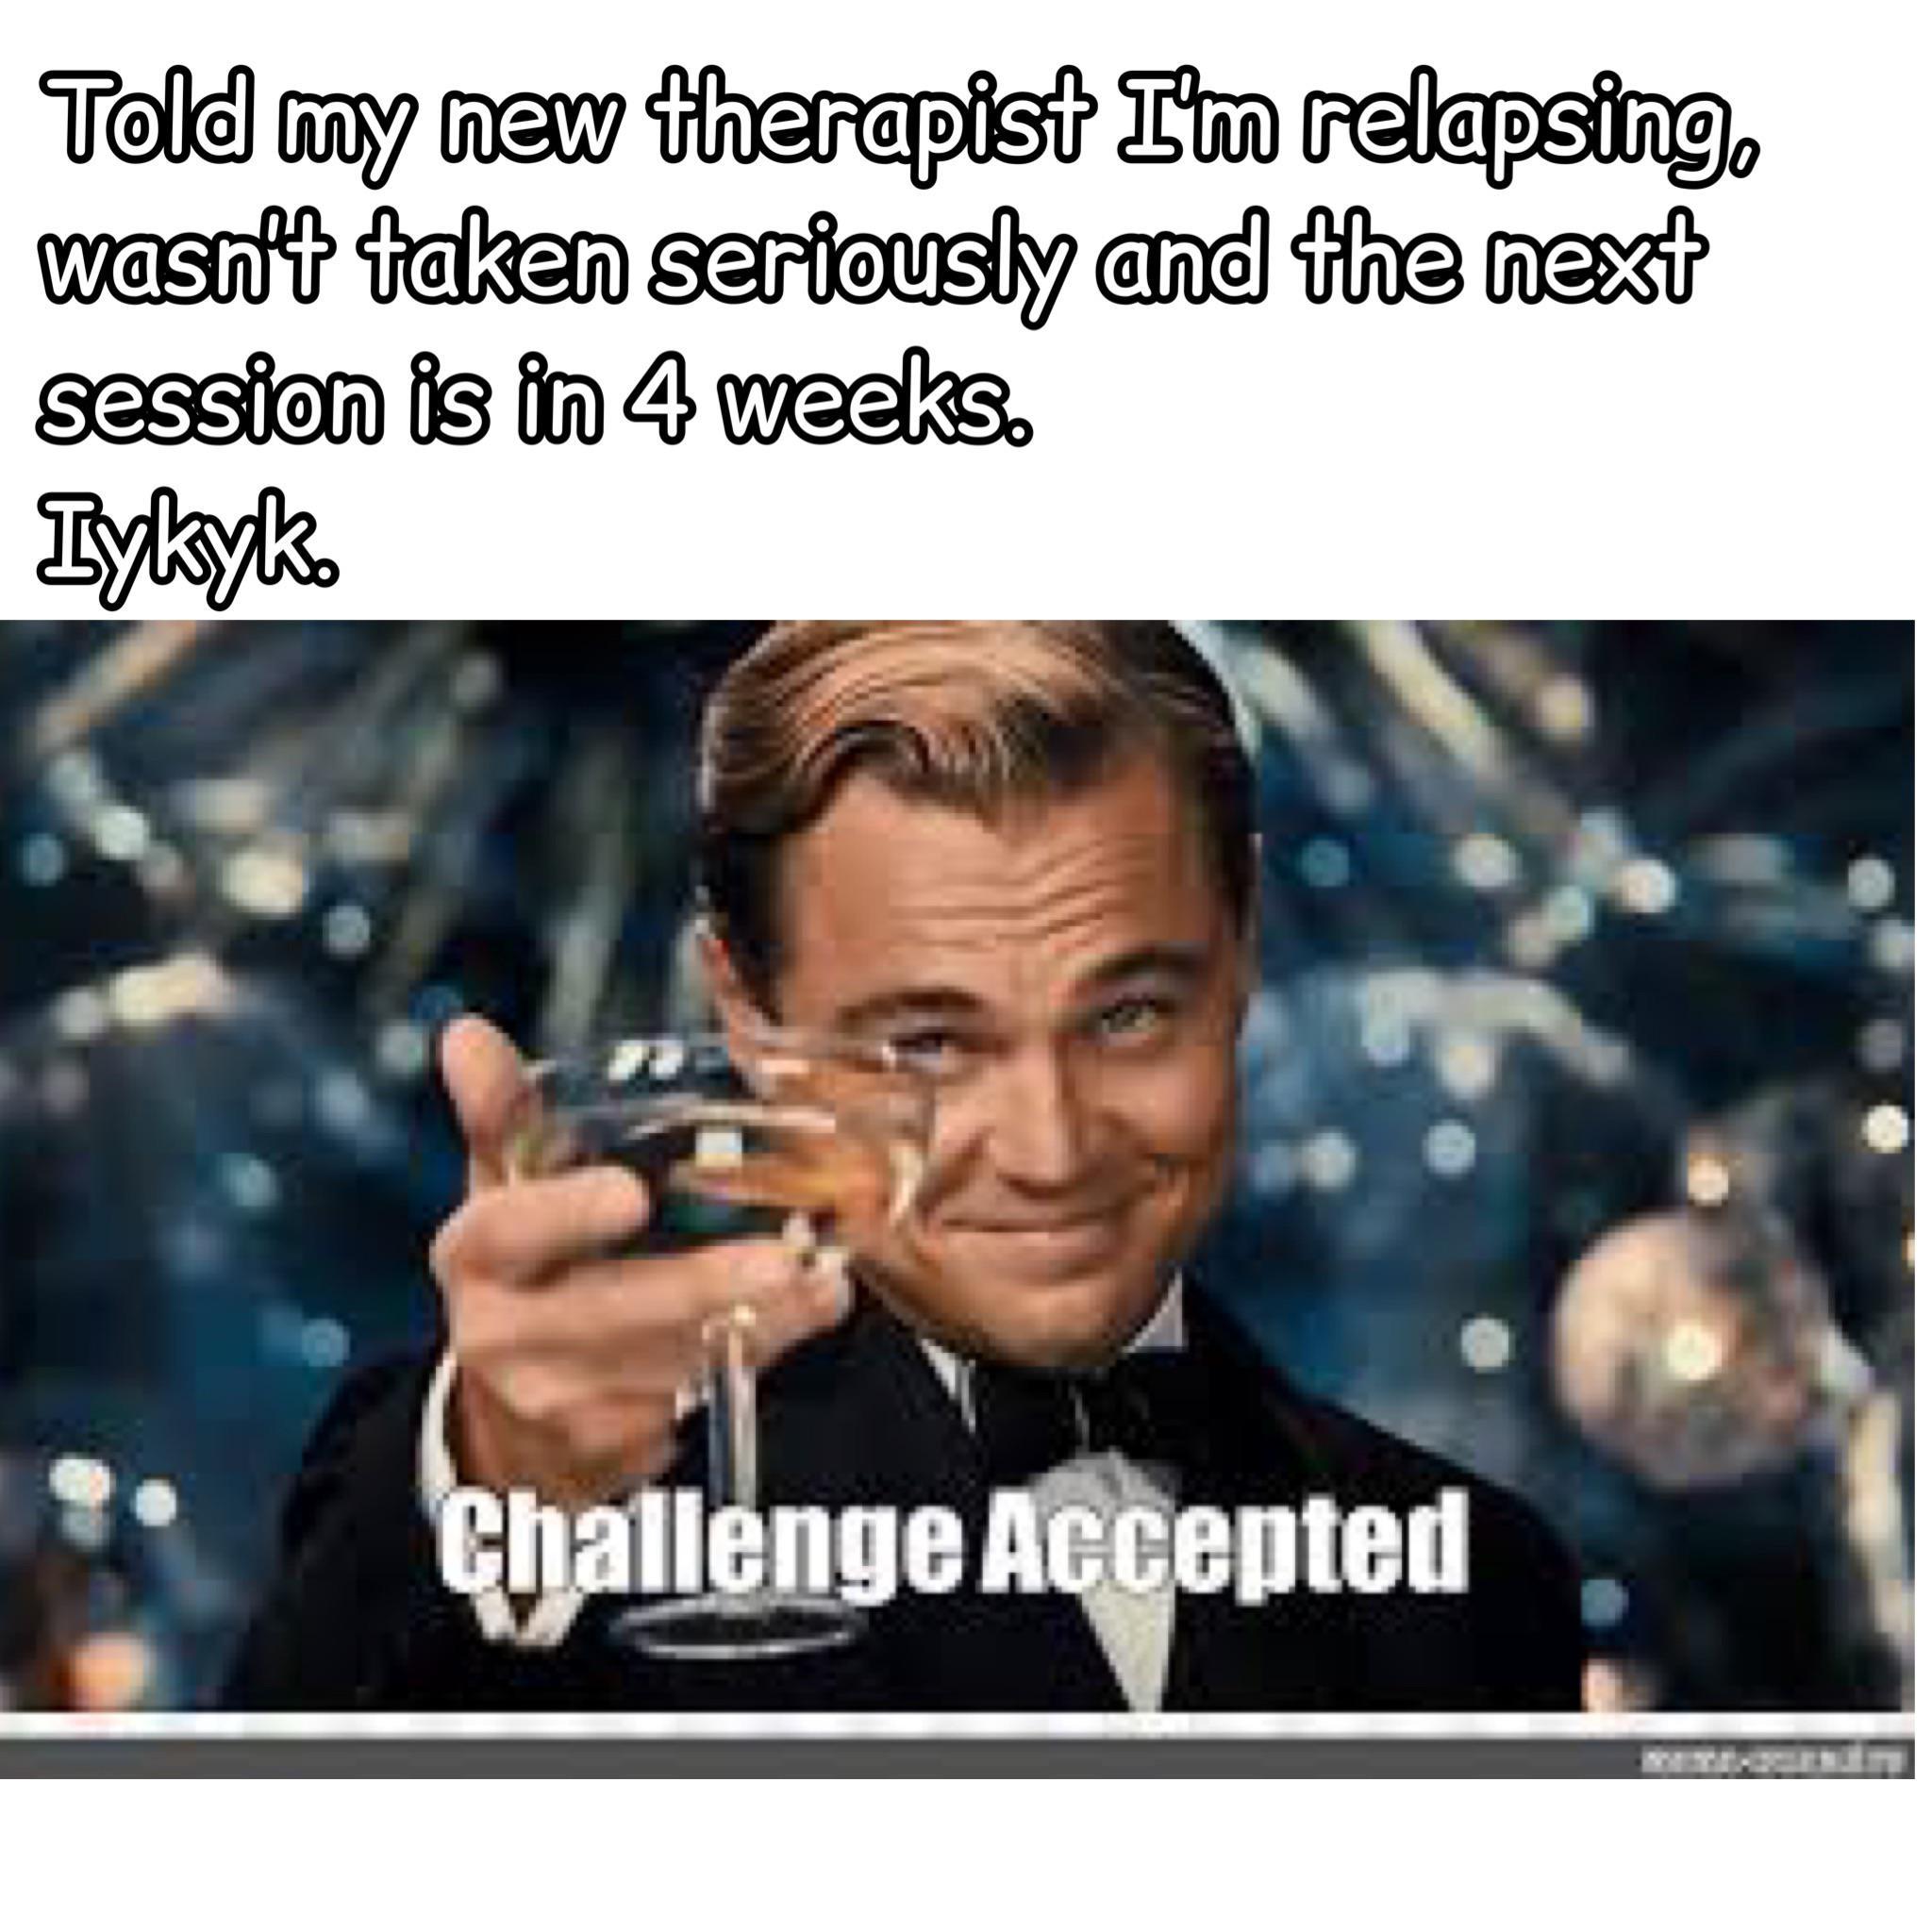 Told my new therapist I'm relapsing,
wasn't taken seriously and the next
session is in 4 weeks.
Iykyk.
Challenge Accepted